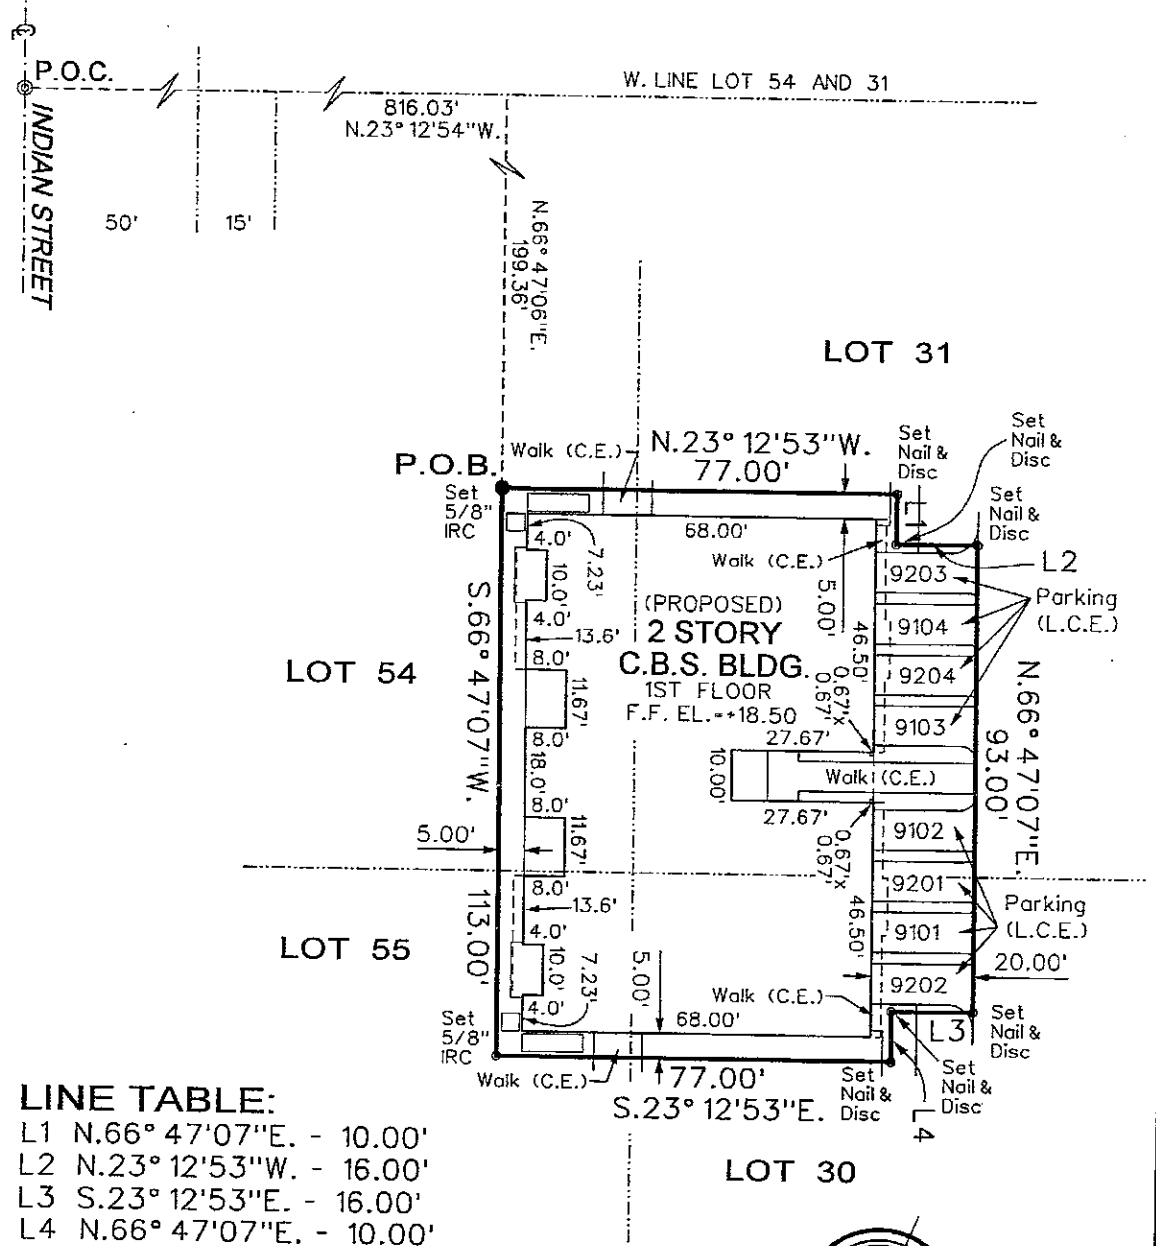 P.O.C.
W. LINE LOT 54 AND 31
816.03'
N.23° 12'54"W.
INDIAN STREET
50'
15'
N.66° 47'06"E.
199.36'
LOT 31
Walk (C.E.)
N.23° 12'53"W.
77.00'
Set
Nail &
Disc
Set
Nail &
Disc
P.O.B.
Set
5/8"
IRC
Set
Nail &
Disc
L1
68.00'
4.0'
7.23'
Walk (C.E.)
L2
10.0'
5.00'
9203
Parking
(L.C.E.)
(PROPOSED)
2 STORY
C.B.S. BLDG.
1ST FLOOR
F.F. EL.=+18.50
4.0'
13.6'
46.50'
9104
S.66° 47'07"W.
113.00'
8.0'
LOT 54
11.67'
0.67'x
0.67'
9204
N.66° 47'07"E.
93.00'
8.0'
27.67'
9103
18.0'
10.00'
Walk (C.E.)
8.0'
27.67'
5.00'
11.67'
0.67'x
0.67'
9102
8.0'
9201
13.6'
46.50'
Parking
(L.C.E.)
4.0'
9101
LOT 55
10.0'
7.23'
5.00'
20.00'
9202
4.0'
Walk (C.E.)
68.00'
Set
5/8"
IRC
L3
Set
Nail &
Disc
Walk (C.E.)
77.00'
S.23° 12'53"E.
Set
Nail &
Disc
Set
Nail &
Disc
L4
LOT 30
LINE TABLE:
L1 N.66° 47'07"E. - 10.00'
L2 N.23° 12'53"W. - 16.00'
L3 S.23° 12'53"E. - 16.00'
L4 N.66° 47'07"E. - 10.00'